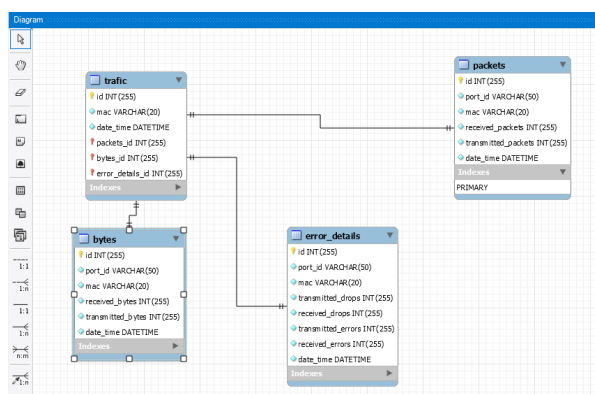 Diagram
trafic
id INT(255)
mac VARCHAR(20)
date_time DATETIME
packets_id INT(255)
bytes_id INT(255)
error_details_id INT(255)
Indexes
packets
id INT(255)
port_id VARCHAR(50)
mac VARCHAR(20)
received_packets INT(255)
transmitted_packets INT(255)
date_time DATETIME
Indexes
PRIMARY
bytes
id INT(255)
port_id VARCHAR(50)
mac VARCHAR(20)
received_bytes INT(255)
transmitted_bytes INT(255)
date_time DATETIME
Indexes
error_details
id INT(255)
port_id VARCHAR(50)
mac VARCHAR(20)
transmitted_drops INT(255)
received_drops INT(255)
transmitted_errors INT(255)
received_errors INT(255)
date_time DATETIME
Indexes
1:1
1:n
1:1
1:n
n:m
1:n